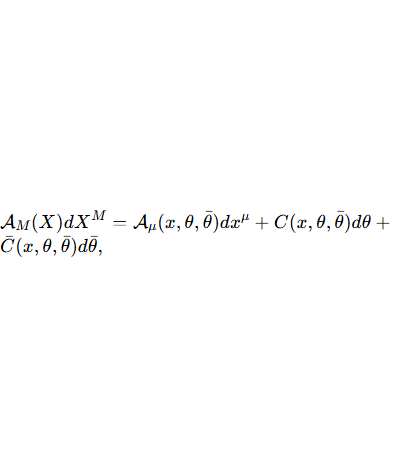 𝒜_M(X)dX^M = 𝒜_μ(x, θ, θ̄)dx^μ + C(x, θ, θ̄)dθ +
C̄(x, θ, θ̄)dθ̄,